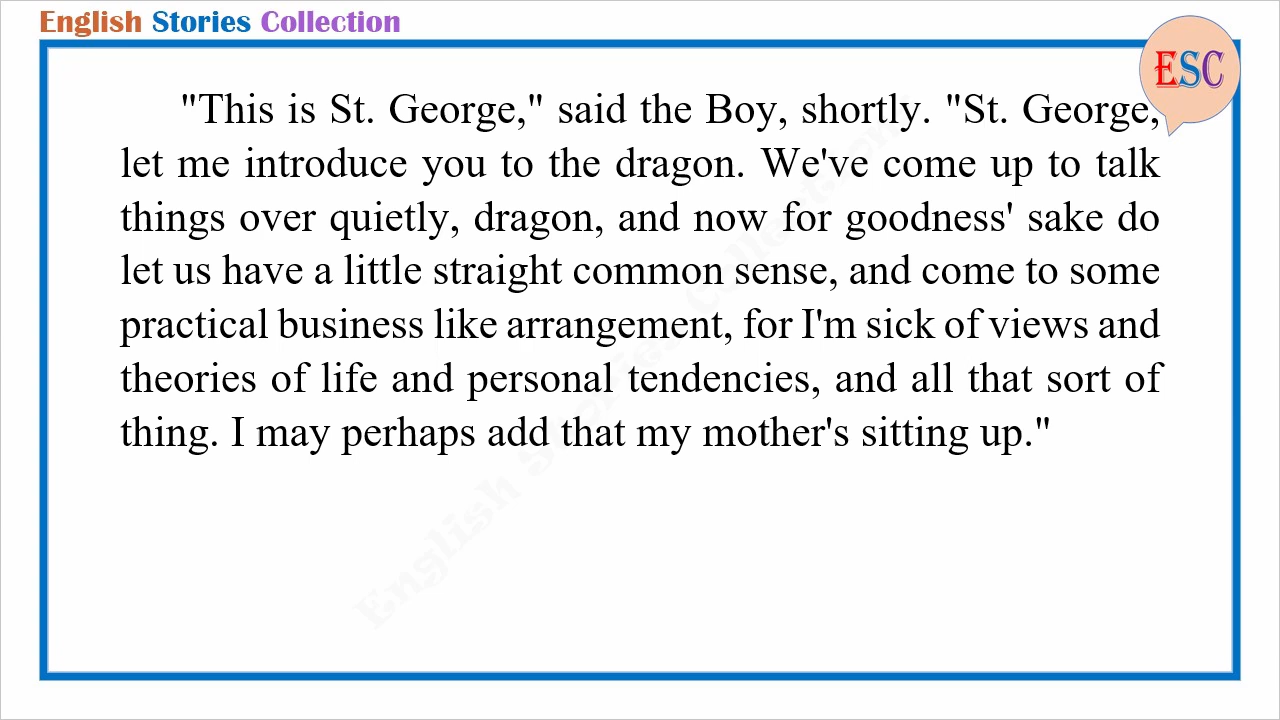 English Stories Collection
ESC
"This is St. George," said the Boy, shortly. "St. George,
let me introduce you to the dragon. We've come up to talk
things over quietly, dragon, and now for goodness' sake do
let us have a little straight common sense, and come to some
practical business like arrangement, for I'm sick of views and
theories of life and personal tendencies, and all that sort of
thing. I may perhaps add that my mother's sitting up."
English Stories Collection